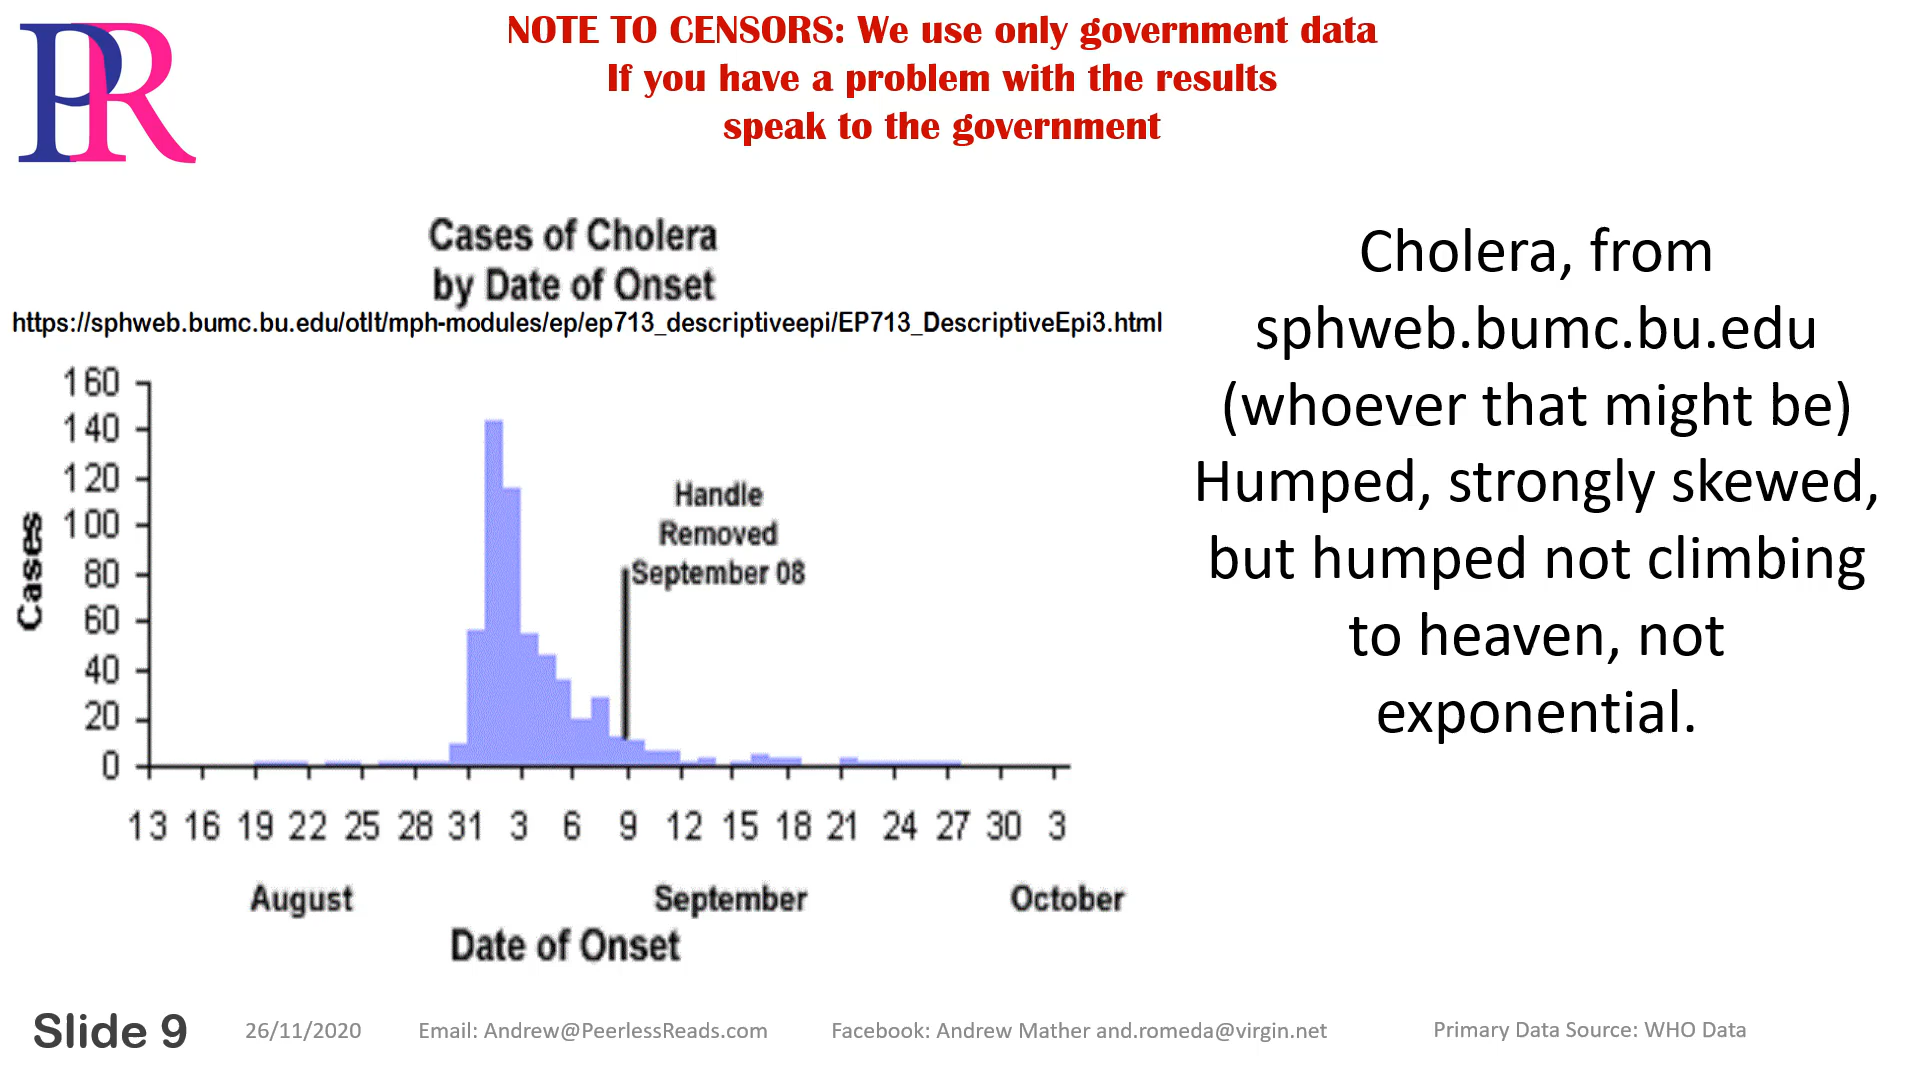 PR
NOTE TO CENSORS: We use only government data
If you have a problem with the results
speak to the government
Cases of Cholera
by Date of Onset
https://sphweb.bumc.bu.edu/otlt/mph-modules/ep/ep713_descriptiveepi/EP713_DescriptiveEpi3.html
Cases
160
140
120
100
80
60
40
20
0
Handle
Removed
September 08
13 16 19 22 25 28 31 3 6 9 12 15 18 21 24 27 30 3
August September October
Date of Onset
Cholera, from
sphweb.bumc.bu.edu
(whoever that might be)
Humped, strongly skewed,
but humped not climbing
to heaven, not
exponential.
Slide 9 26/11/2020 Email: Andrew@PeerlessReads.com Facebook: Andrew Mather and.romeda@virgin.net Primary Data Source: WHO Data